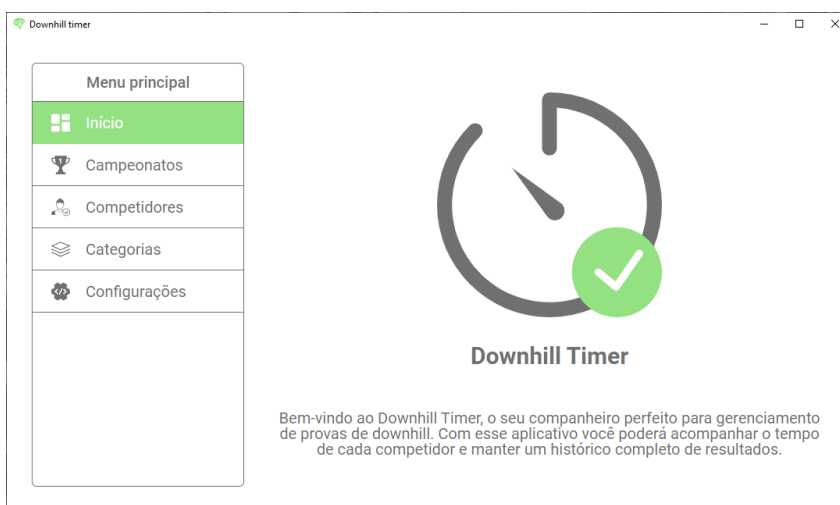 Downhill timer
Menu principal
Início
Campeonatos
Competidores
Categorias
Configurações
Downhill Timer
Bem-vindo ao Downhill Timer, o seu companheiro perfeito para gerenciamento
de provas de downhill. Com esse aplicativo você poderá acompanhar o tempo
de cada competidor e manter um histórico completo de resultados.